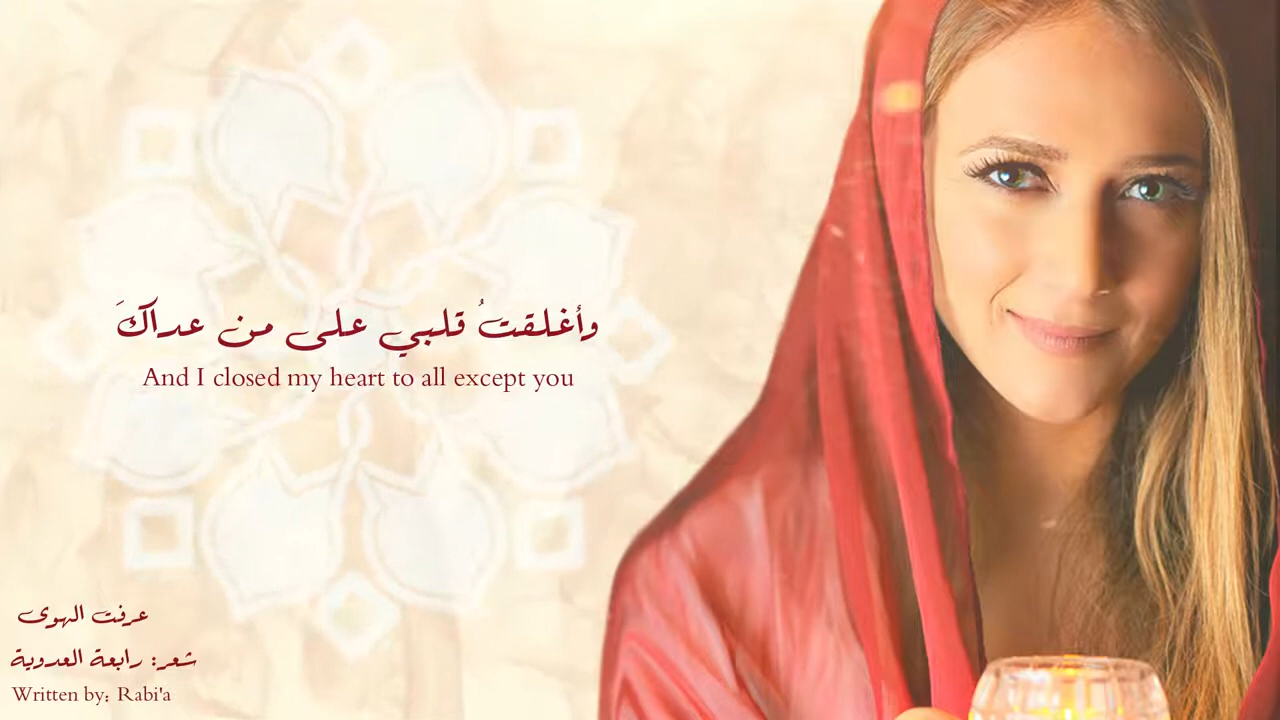 وأغلقتُ قلبي على من عداكَ
And I closed my heart to all except you
عرفت الهوى
شعر: رابعة العدوية
Written by: Rabi'a